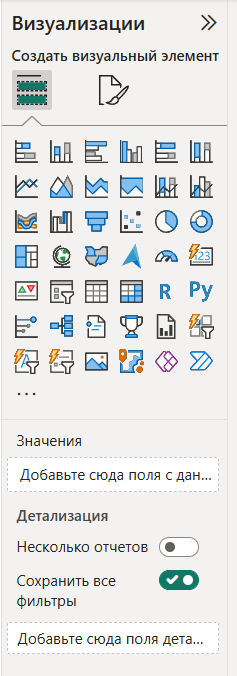 Визуализации
Создать визуальный элемент
123
R
Py
Значения
Добавьте сюда поля с дан...
Детализация
Несколько отчетов
Сохранить все
фильтры
Добавьте сюда поля дета...